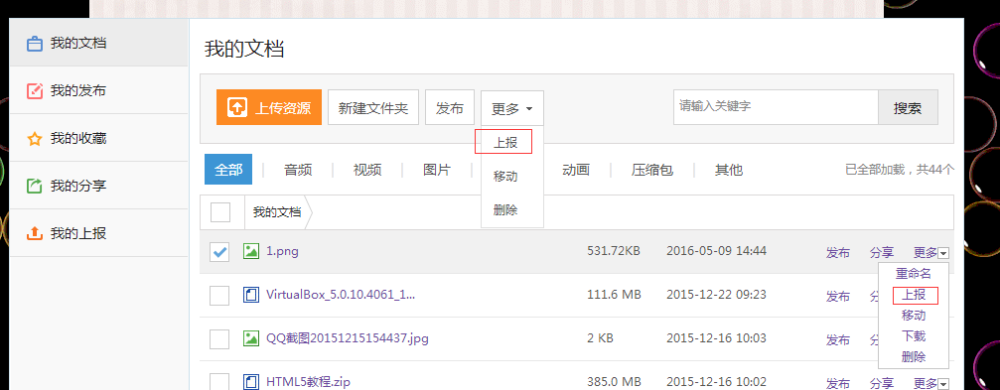 我的文档
我的发布
我的收藏
我的分享
我的上报
我的文档
上传资源 新建文件夹 发布 更多 请输入关键字 搜索
上报
移动
删除
全部 音频 视频 图片 动画 压缩包 其他 已全部加载，共44个
我的文档
1.png 531.72KB 2016-05-09 14:44 发布 分享 更多
重命名
上报
移动
下载
删除
VirtualBox_5.0.10.4061_1... 111.6 MB 2015-12-22 09:23 发布
QQ截图20151215154437.jpg 2 KB 2015-12-16 10:03 发布
HTML5教程.zip 385.0 MB 2015-12-16 10:02 发布 分享 更多